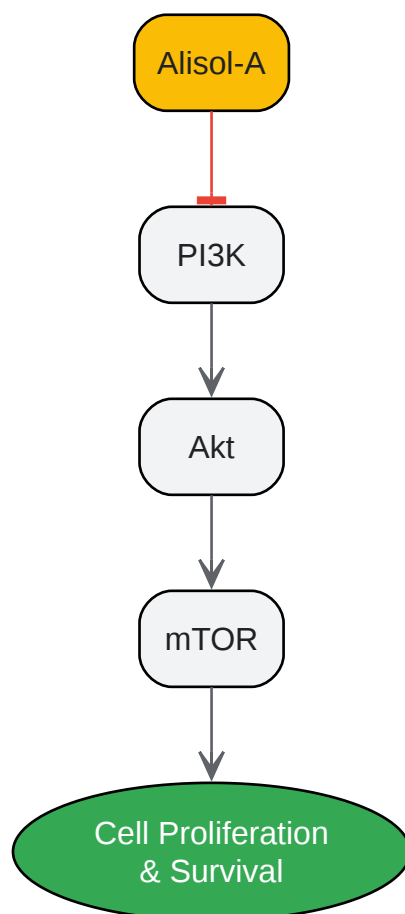 Alisol-A
PI3K
Akt
mTOR
Cell Proliferation
& Survival